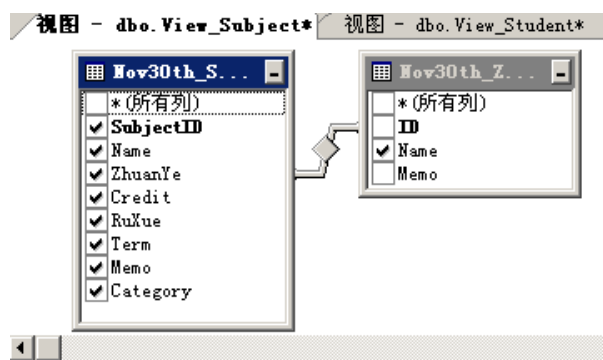 视图 - dbo.View_Subject*
视图 - dbo.View_Student*
Nov30th_S...
*(所有列)
SubjectID
Name
ZhuanYe
Credit
RuXue
Term
Memo
Category
Nov30th_Z...
*(所有列)
ID
Name
Memo